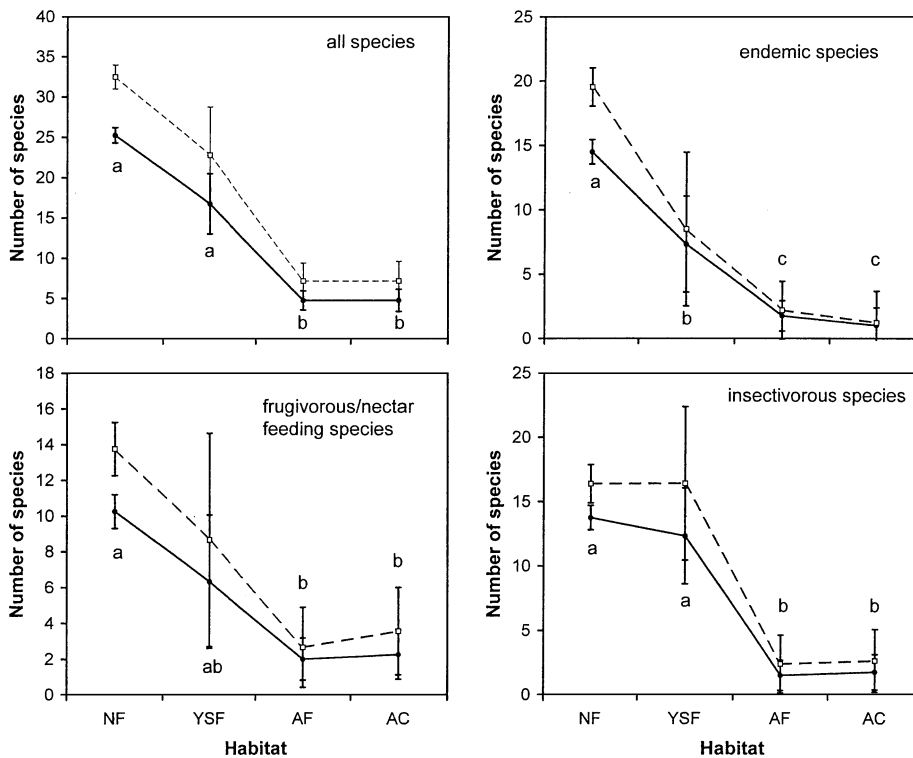 all species
Number of species
40
35
30
25
20
15
10
5
0
a
a
b
b
endemic species
Number of species
25
20
15
10
5
0
a
b
c
c
frugivorous/nectar
feeding species
Number of species
18
16
14
12
10
8
6
4
2
0
a
ab
b
b
NF YSF AF AC
Habitat
insectivorous species
Number of species
25
20
15
10
5
0
a
a
b
b
NF YSF AF AC
Habitat